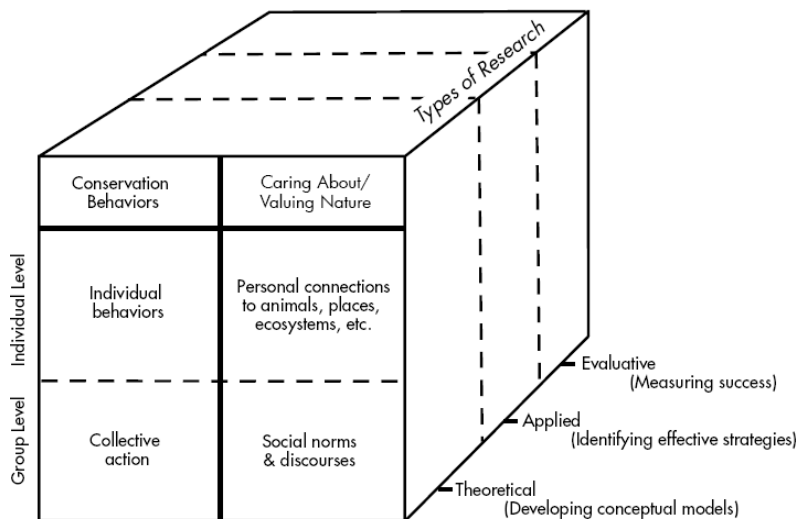 Types of Research
Conservation
Behaviors
Caring About/
Valuing Nature
Individual Level
Individual
behaviors
Personal connections
to animals, places,
ecosystems, etc.
Group Level
Collective
action
Social norms
& discourses
Evaluative
(Measuring success)
Applied
(Identifying effective strategies)
Theoretical
(Developing conceptual models)